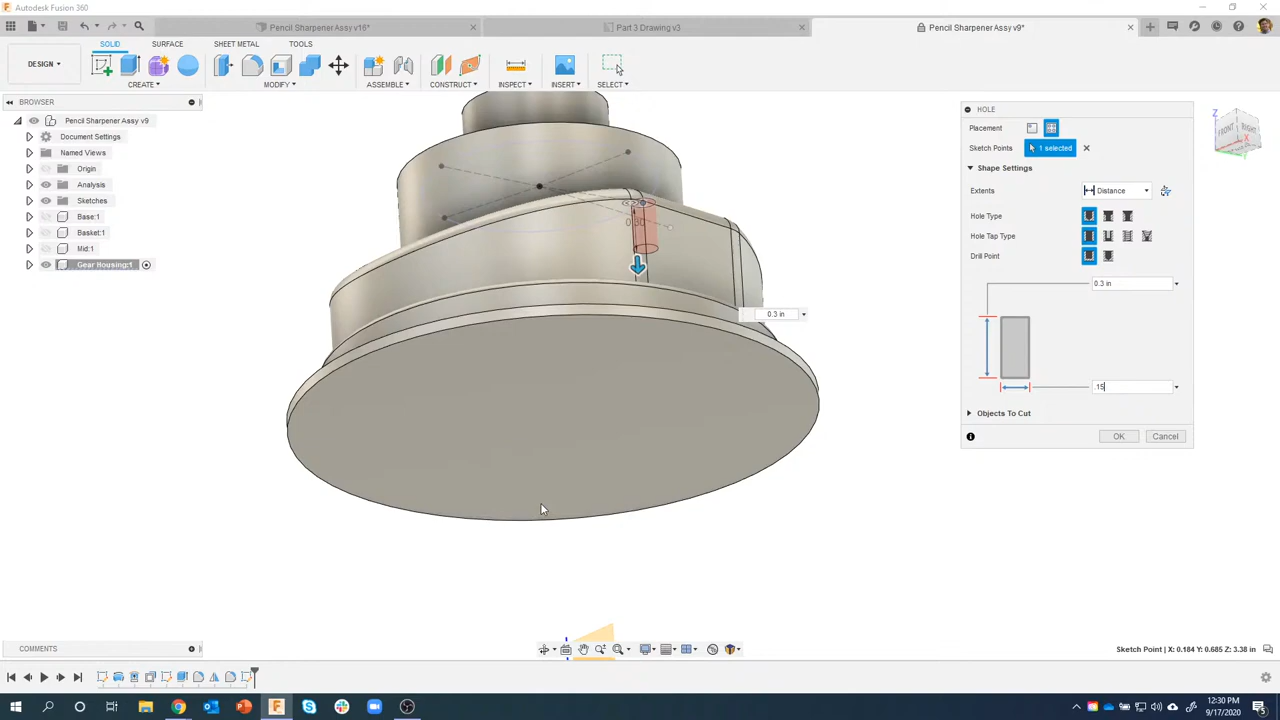 Autodesk Fusion 360
Pencil Sharpener Assy v16*
Part 3 Drawing v3
Pencil Sharpener Assy v9*
SOLID
SURFACE
SHEET METAL
TOOLS
DESIGN
CREATE
MODIFY
ASSEMBLE
CONSTRUCT
INSPECT
INSERT
SELECT
BROWSER
Pencil Sharpener Assy v9
Document Settings
Named Views
Origin
Analysis
Sketches
Base:1
Basket:1
Mid:1
Gear Housing:1
HOLE
Placement
Sketch Points
1 selected
Shape Settings
Extents
Distance
Hole Type
Hole Tap Type
Drill Point
0.3 in
.15
Objects To Cut
OK
Cancel
0.3 in
FRONT
RIGHT
Z
X
Y
COMMENTS
Sketch Point | X: 0.184 Y: 0.685 Z: 3.38 in
12:30 PM
9/17/2020